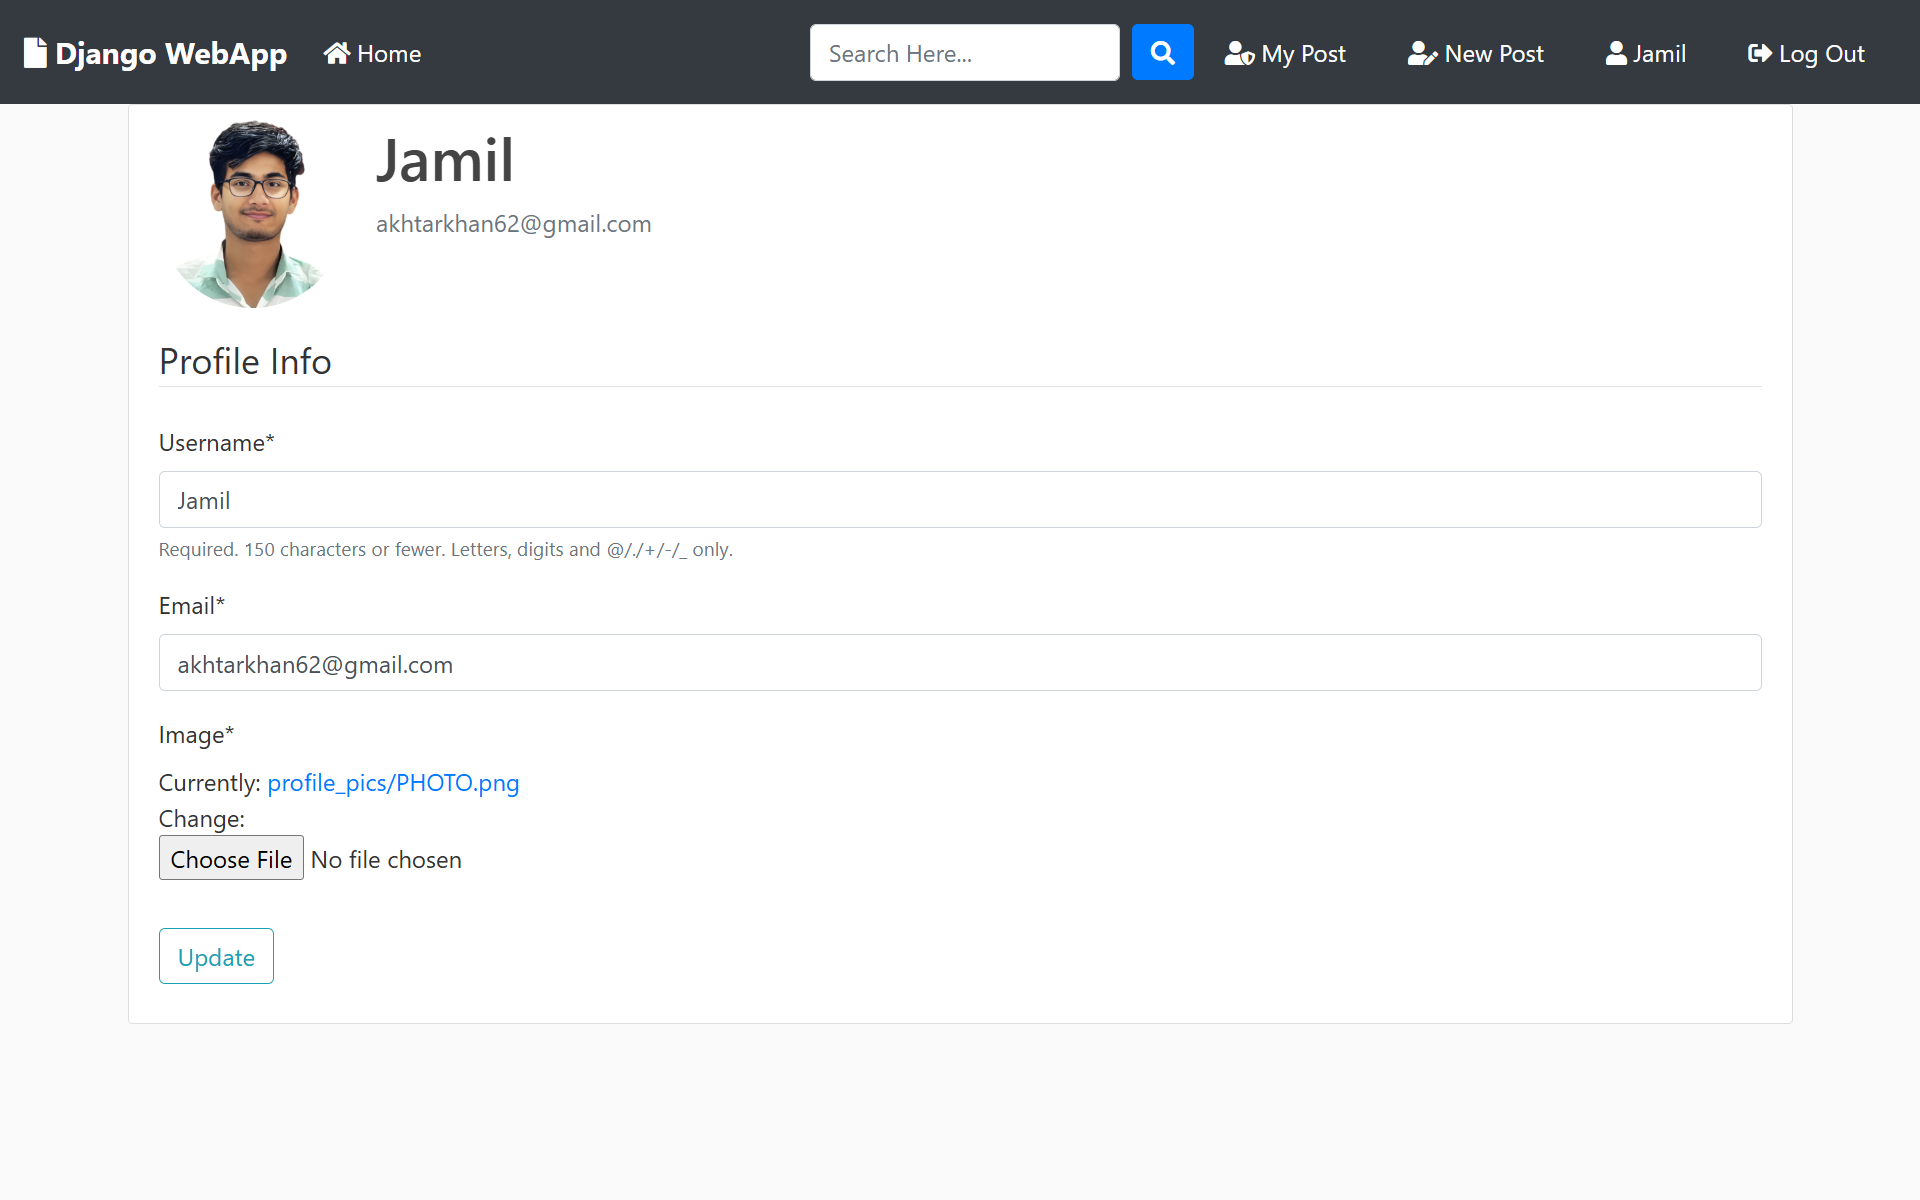 Django WebApp Home Search Here... My Post New Post Jamil Log Out
Jamil
akhtarkhan62@gmail.com
Profile Info
Username*
Jamil
Required. 150 characters or fewer. Letters, digits and @/./+/-/_ only.
Email*
akhtarkhan62@gmail.com
Image*
Currently: profile_pics/PHOTO.png
Change:
Choose File No file chosen
Update